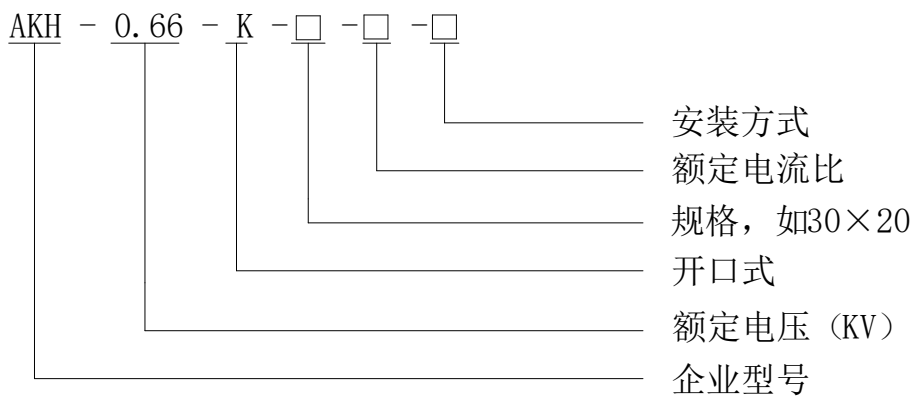 AKH - 0.66 - K -□ -□ -□
安装方式
额定电流比
规格，如30×20
开口式
额定电压（KV）
企业型号